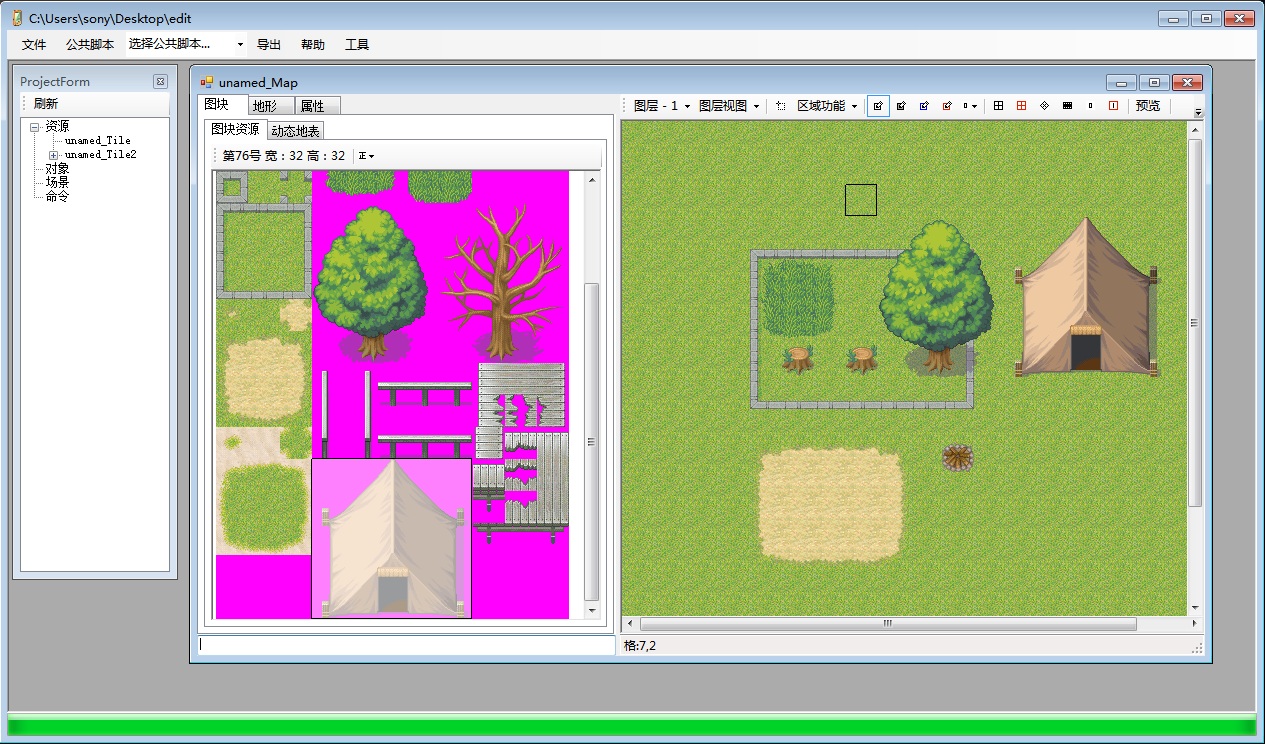 C:\Users\sony\Desktop\edit
文件 公共脚本 选择公共脚本... 导出 帮助 工具
ProjectForm
刷新
资源
unamed_Tile
unamed_Tile2
对象
场景
命令
unamed_Map
图块 地形 属性
图块资源 动态地表
第76号 宽 : 32 高 : 32 正
图层 - 1 图层视图 区域功能 预览
格:7,2